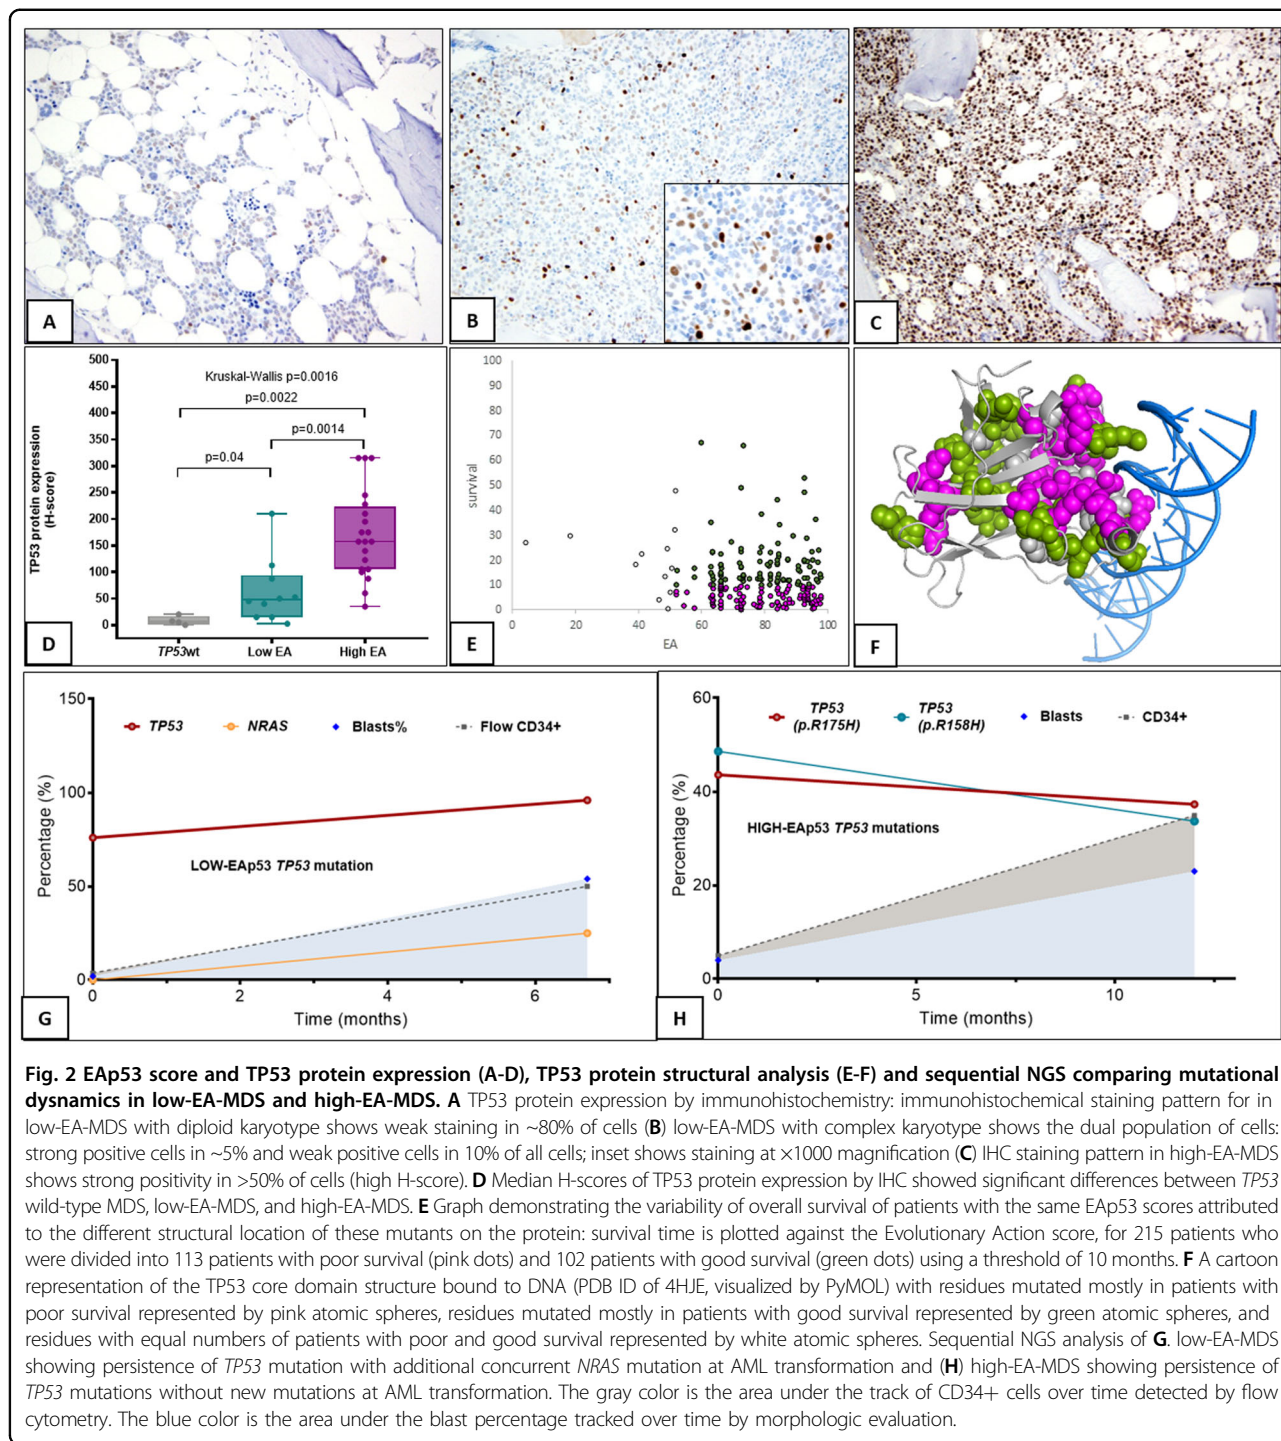 A
B
C
500
450
400
350
300
250
200
150
100
50
0
TP53 protein expression
(H-score)
Kruskal-Wallis p=0.0016
p=0.0022
p=0.0014
p=0.04
TP53wt
Low EA
High EA
D
100
90
80
70
60
50
40
30
20
10
0
survival
0
20
40
60
80
100
EA
E
F
150
100
50
0
Percentage (%)
TP53
NRAS
Blasts%
Flow CD34+
LOW-EAp53 TP53 mutation
0
2
4
6
Time (months)
G
60
40
20
0
Percentage (%)
TP53
(p.R175H)
TP53
(p.R158H)
Blasts
CD34+
HIGH-EAp53 TP53 mutations
0
5
10
Time (months)
H
Fig. 2 EAp53 score and TP53 protein expression (A-D), TP53 protein structural analysis (E-F) and sequential NGS comparing mutational
dysnamics in low-EA-MDS and high-EA-MDS. A TP53 protein expression by immunohistochemistry: immunohistochemical staining pattern for in
low-EA-MDS with diploid karyotype shows weak staining in ~80% of cells (B) low-EA-MDS with complex karyotype shows the dual population of cells:
strong positive cells in ~5% and weak positive cells in 10% of all cells; inset shows staining at ×1000 magnification (C) IHC staining pattern in high-EA-MDS
shows strong positivity in >50% of cells (high H-score). D Median H-scores of TP53 protein expression by IHC showed significant differences between TP53
wild-type MDS, low-EA-MDS, and high-EA-MDS. E Graph demonstrating the variability of overall survival of patients with the same EAp53 scores attributed
to the different structural location of these mutants on the protein: survival time is plotted against the Evolutionary Action score, for 215 patients who
were divided into 113 patients with poor survival (pink dots) and 102 patients with good survival (green dots) using a threshold of 10 months. F A cartoon
representation of the TP53 core domain structure bound to DNA (PDB ID of 4HJE, visualized by PyMOL) with residues mutated mostly in patients with
poor survival represented by pink atomic spheres, residues mutated mostly in patients with good survival represented by green atomic spheres, and
residues with equal numbers of patients with poor and good survival represented by white atomic spheres. Sequential NGS analysis of G. low-EA-MDS
showing persistence of TP53 mutation with additional concurrent NRAS mutation at AML transformation and (H) high-EA-MDS showing persistence of
TP53 mutations without new mutations at AML transformation. The gray color is the area under the track of CD34+ cells over time detected by flow
cytometry. The blue color is the area under the blast percentage tracked over time by morphologic evaluation.